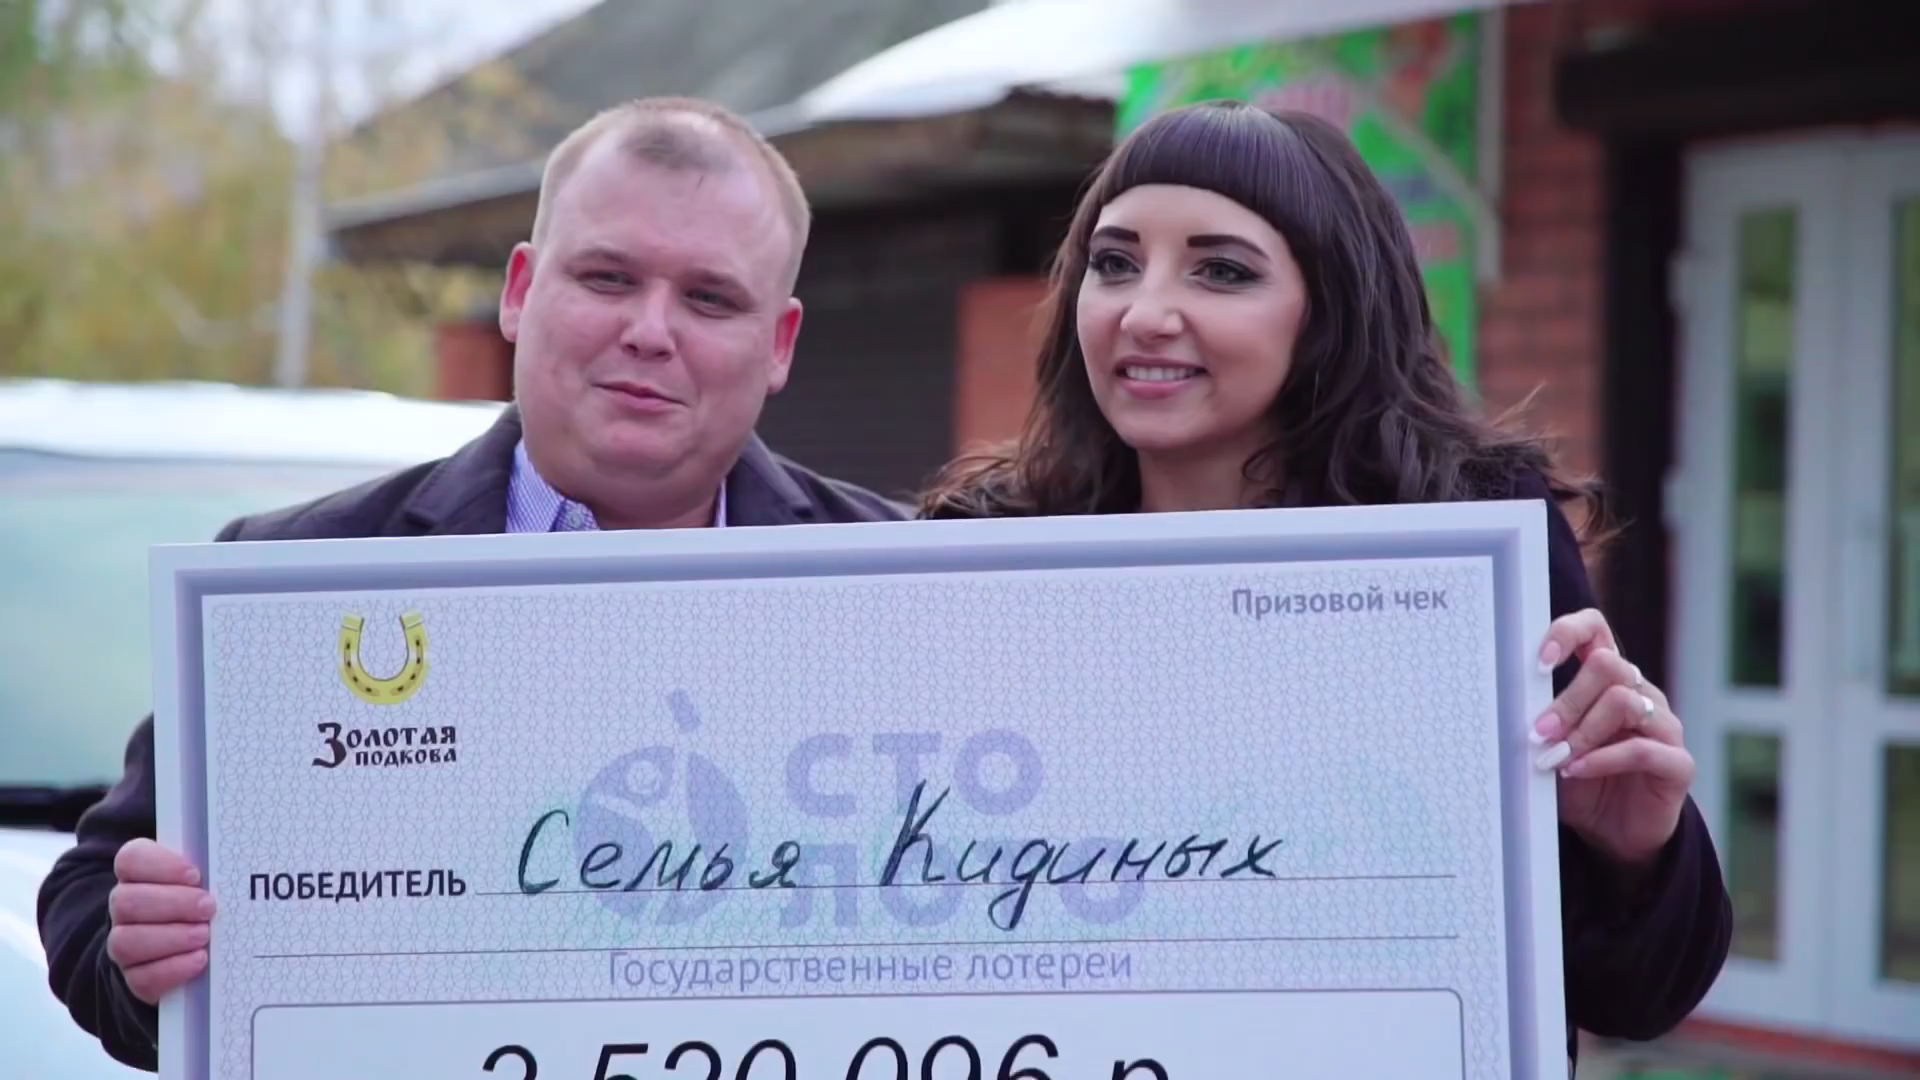 Призовой чек
Золотая
подкова
СТО
ЛОТО
ПОБЕДИТЕЛЬ Семья Кидиных
Государственные лотереи